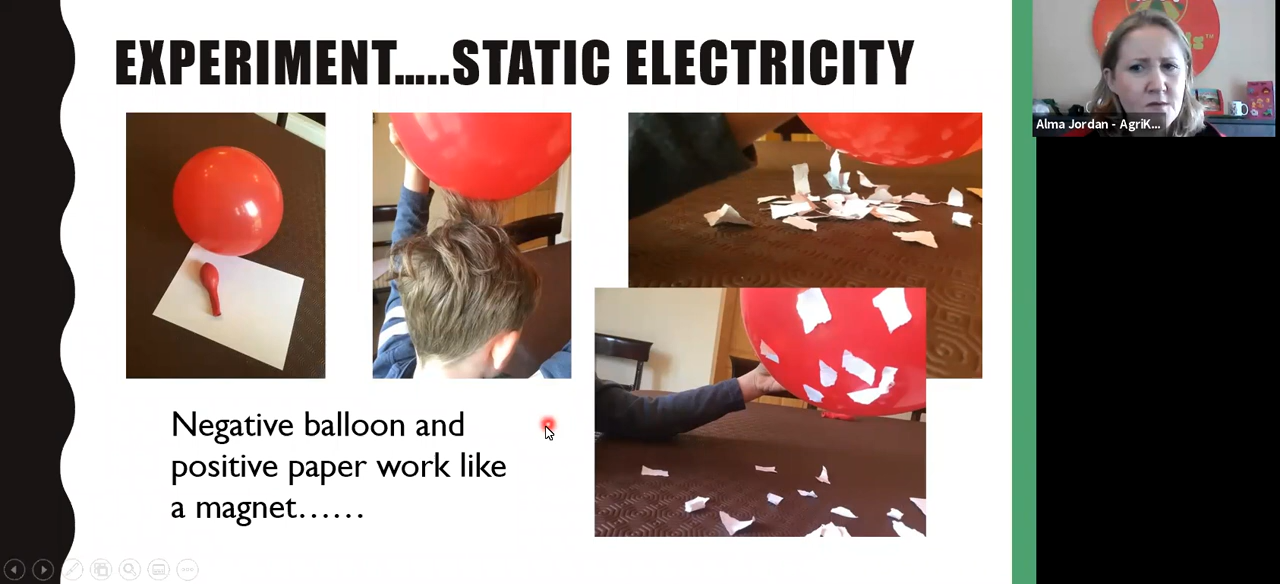 EXPERIMENT.....STATIC ELECTRICITY
Alma Jordan - AgriK...
Negative balloon and
positive paper work like
a magnet……